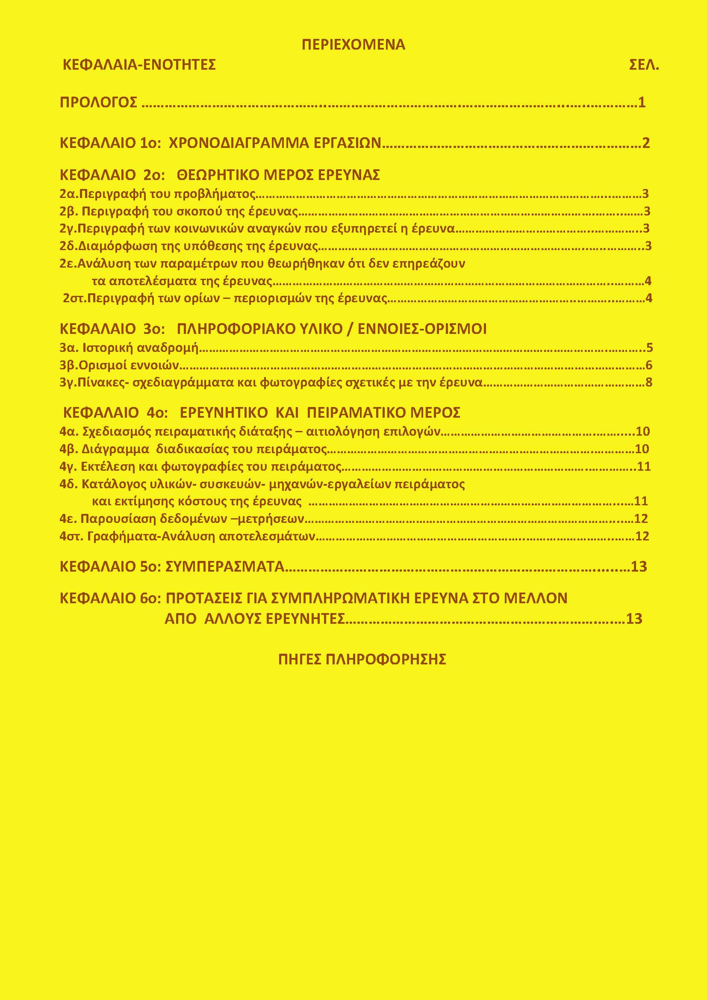 ΠΕΡΙΕΧΟΜΕΝΑ
ΚΕΦΑΛΑΙΑ-ΕΝΟΤΗΤΕΣ ΣΕΛ.
ΠΡΟΛΟΓΟΣ ……………………………………………………………………………………………………1
ΚΕΦΑΛΑΙΟ 1ο: ΧΡΟΝΟΔΙΑΓΡΑΜΜΑ ΕΡΓΑΣΙΩΝ……………………………………………………2
ΚΕΦΑΛΑΙΟ 2ο: ΘΕΩΡΗΤΙΚΟ ΜΕΡΟΣ ΕΡΕΥΝΑΣ
2α.Περιγραφή του προβλήματος……………………………………………………………………………3
2β. Περιγραφή του σκοπού της έρευνας……………………………………………………………………3
2γ.Περιγραφή των κοινωνικών αναγκών που εξυπηρετεί η έρευνα……………………………………3
2δ.Διαμόρφωση της υπόθεσης της έρευνας………………………………………………………………3
2ε.Ανάλυση των παραμέτρων που θεωρήθηκαν ότι δεν επηρεάζουν
τα αποτελέσματα της έρευνας……………………………………………………………………………4
2στ.Περιγραφή των ορίων – περιορισμών της έρευνας…………………………………………………4
ΚΕΦΑΛΑΙΟ 3ο: ΠΛΗΡΟΦΟΡΙΑΚΟ ΥΛΙΚΟ / ΕΝΝΟΙΕΣ-ΟΡΙΣΜΟΙ
3α. Ιστορική αναδρομή………………………………………………………………………………………5
3β.Ορισμοί εννοιών……………………………………………………………………………………………6
3γ.Πίνακες- σχεδιαγράμματα και φωτογραφίες σχετικές με την έρευνα………………………………8
ΚΕΦΑΛΑΙΟ 4ο: ΕΡΕΥΝΗΤΙΚΟ ΚΑΙ ΠΕΙΡΑΜΑΤΙΚΟ ΜΕΡΟΣ
4α. Σχεδιασμός πειραματικής διάταξης – αιτιολόγηση επιλογών……………………………………10
4β. Διάγραμμα διαδικασίας του πειράματος……………………………………………………………10
4γ. Εκτέλεση και φωτογραφίες του πειράματος…………………………………………………………11
4δ. Κατάλογος υλικών- συσκευών- μηχανών-εργαλείων πειράματος
και εκτίμησης κόστους της έρευνας ………………………………………………………………11
4ε. Παρουσίαση δεδομένων –μετρήσεων…………………………………………………………………12
4στ. Γραφήματα-Ανάλυση αποτελεσμάτων………………………………………………………………12
ΚΕΦΑΛΑΙΟ 5ο: ΣΥΜΠΕΡΑΣΜΑΤΑ……………………………………………………………………13
ΚΕΦΑΛΑΙΟ 6ο: ΠΡΟΤΑΣΕΙΣ ΓΙΑ ΣΥΜΠΛΗΡΩΜΑΤΙΚΗ ΕΡΕΥΝΑ ΣΤΟ ΜΕΛΛΟΝ
ΑΠΟ ΑΛΛΟΥΣ ΕΡΕΥΝΗΤΕΣ………………………………………………………13
ΠΗΓΕΣ ΠΛΗΡΟΦΟΡΗΣΗΣ